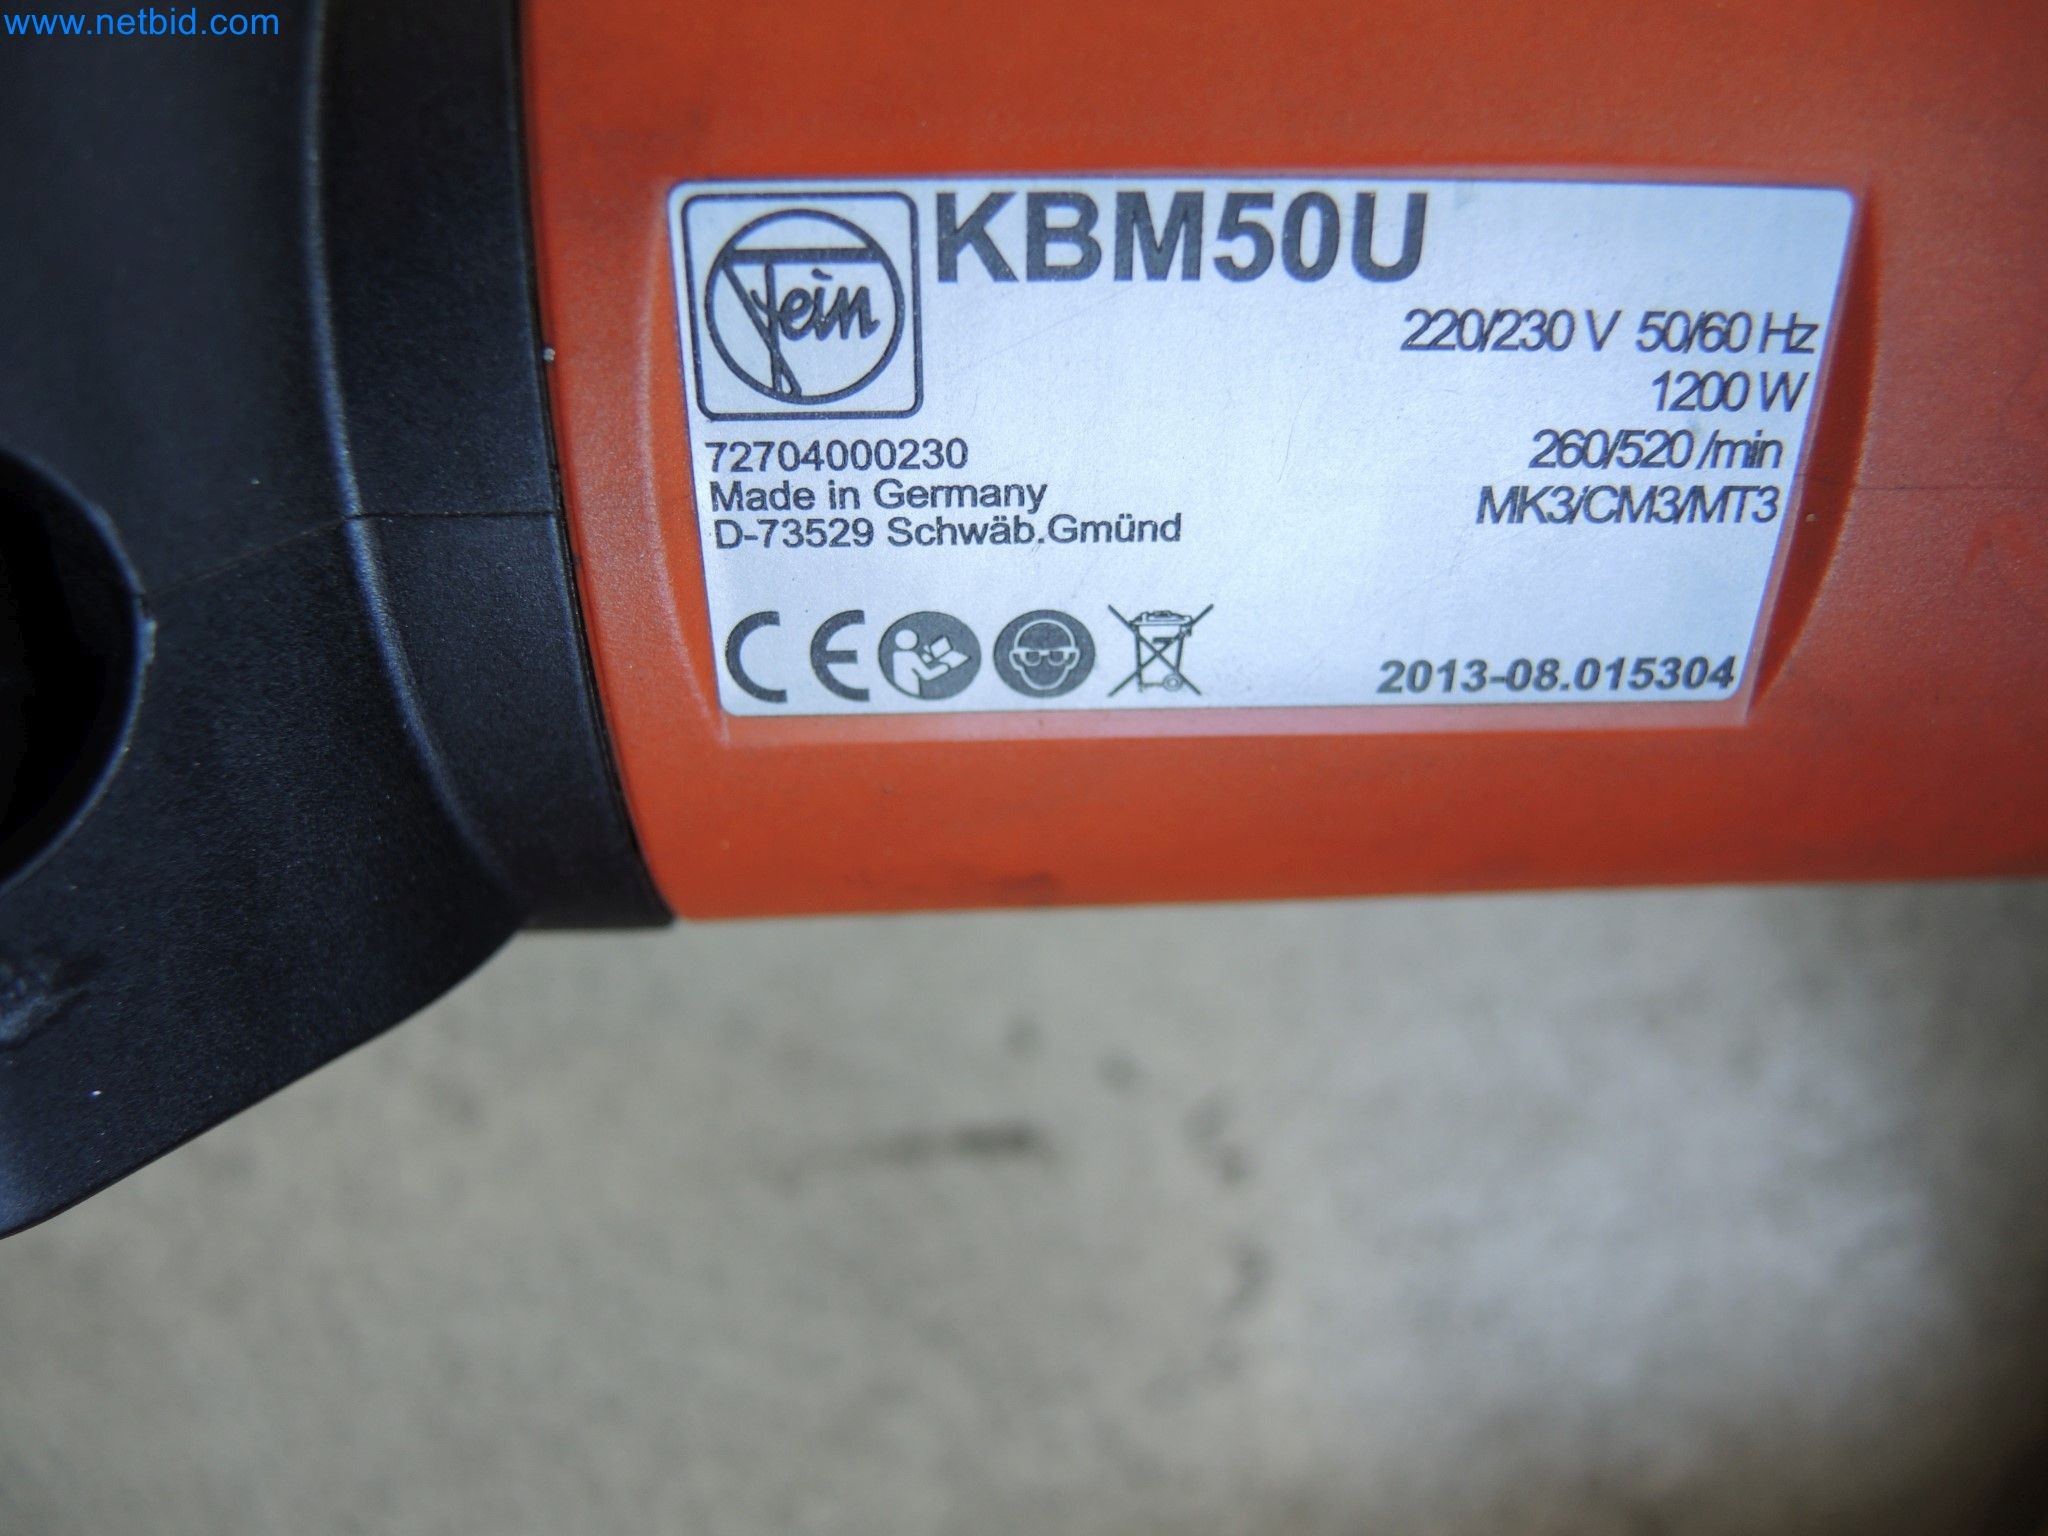 www.netbid.com
Fein
KBM50U
220/230 V 50/60 Hz
1200 W
260/520 /min
MK3/CM3/MT3
72704000230
Made in Germany
D-73529 Schwäb.Gmünd
CE
2013-08.015304